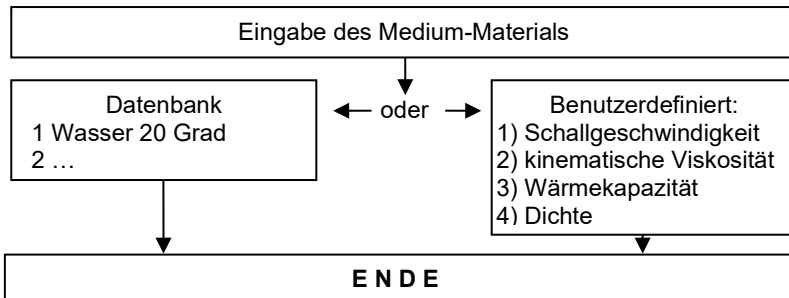 Eingabe des Medium-Materials
Datenbank
1 Wasser 20 Grad
2 …
oder
Benutzerdefiniert:
1) Schallgeschwindigkeit
2) kinematische Viskosität
3) Wärmekapazität
4) Dichte
E N D E